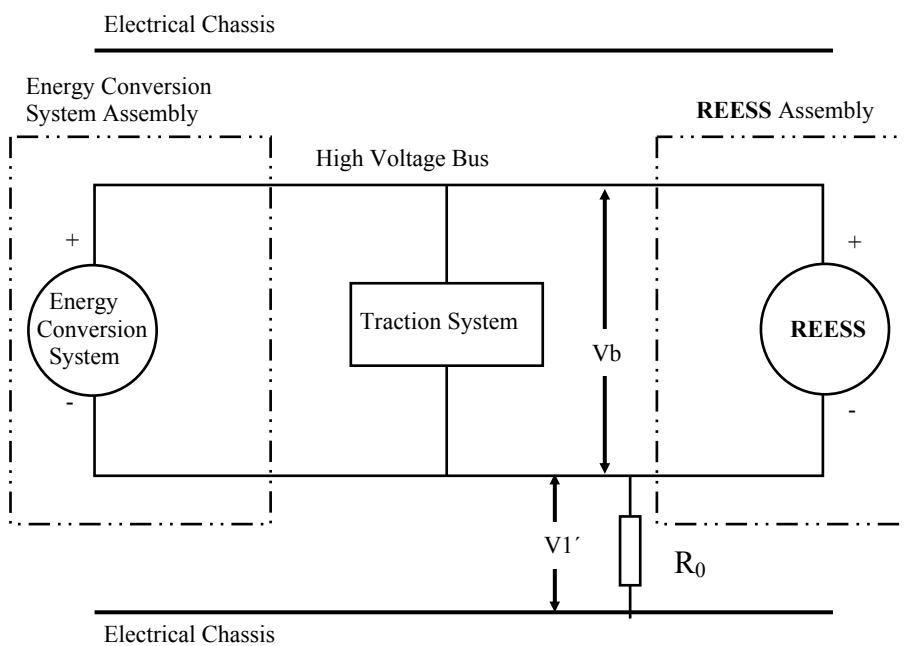 Electrical Chassis
Energy Conversion
System Assembly
REESS Assembly
High Voltage Bus
+
+
Energy
Conversion
System
Traction System
Vb
REESS
-
-
V1´
R₀
Electrical Chassis